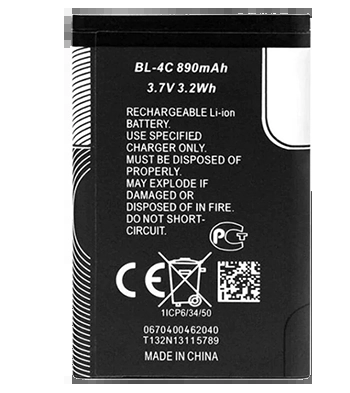 BL-4C 890mAh
3.7V 3.2Wh
RECHARGEABLE Li-ion
BATTERY.
USE SPECIFIED
CHARGER ONLY.
MUST BE DISPOSED OF
PROPERLY.
MAY EXPLODE IF
DAMAGED OR
DISPOSED OF IN FIRE.
DO NOT SHORT-
CIRCUIT.
PCT
CE
1ICP6/34/50
0670400462040
T132N13115789
MADE IN CHINA